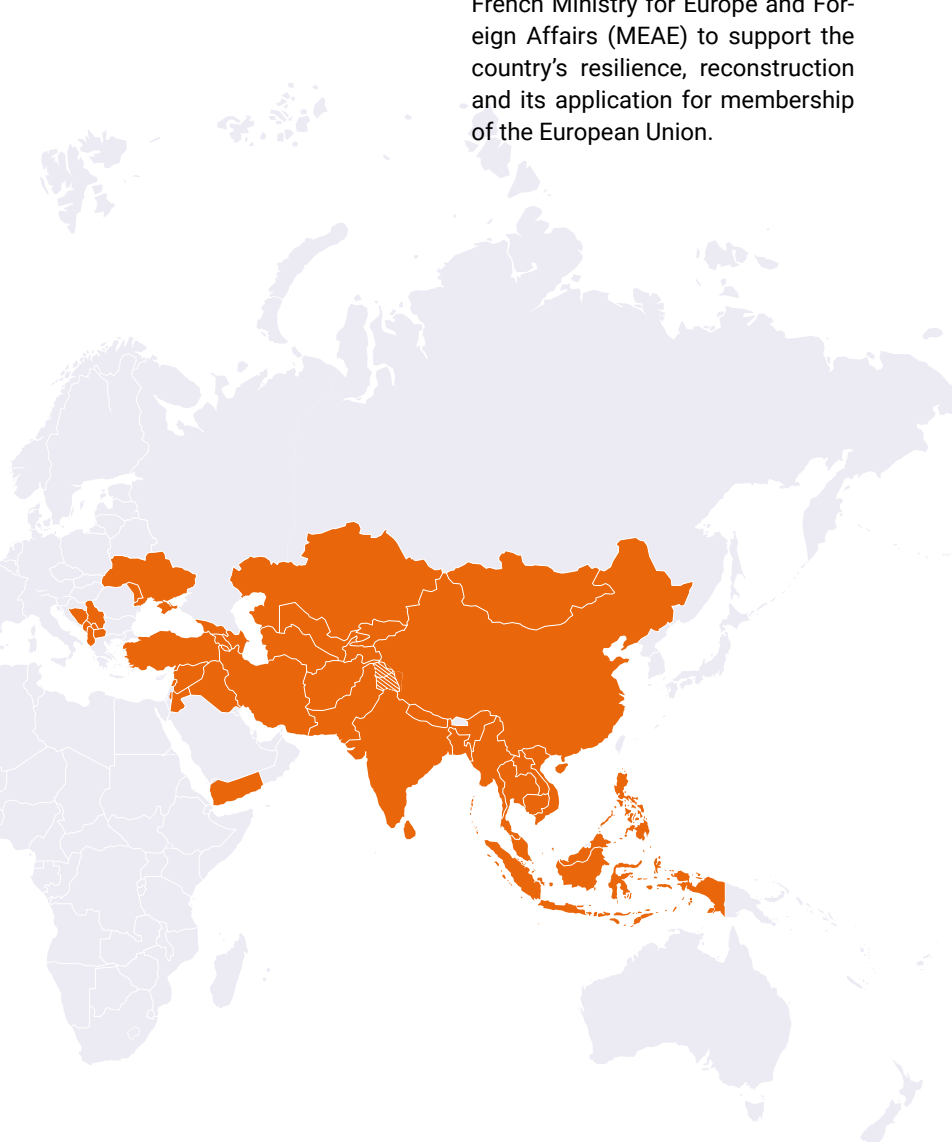 French Ministry for Europe and For-
eign Affairs (MEAE) to support the
country’s resilience, reconstruction
and its application for membership
of the European Union.